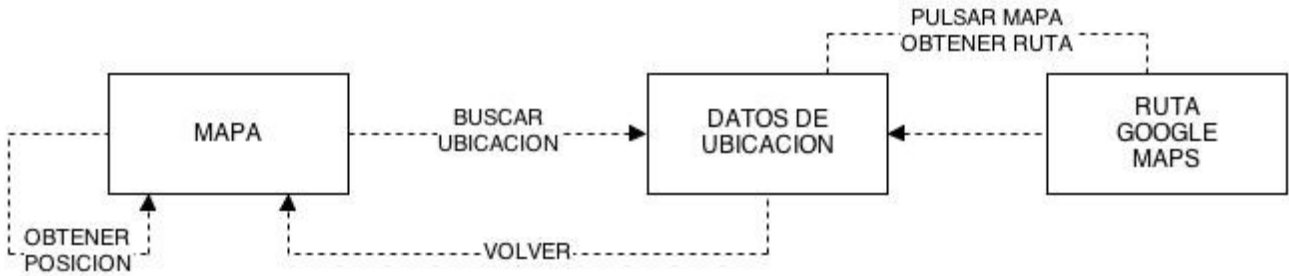 PULSAR MAPA
OBTENER RUTA
MAPA
BUSCAR
UBICACION
DATOS DE
UBICACION
RUTA
GOOGLE
MAPS
OBTENER
POSICION
VOLVER